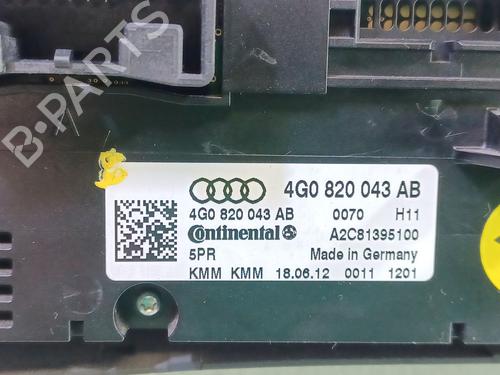 B-PARTS
4G0 820 043 AB
4G0 820 043 AB 0070 H11
Continental A2C81395100
5PR Made in Germany
KMM KMM 18.06.12 0011 1201